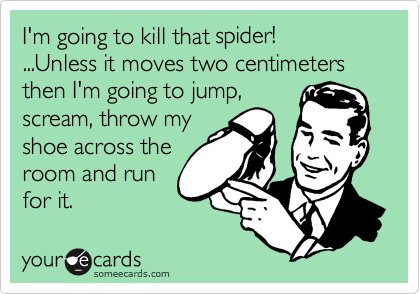 I'm going to kill that spider!
...Unless it moves two centimeters
then I'm going to jump,
scream, throw my
shoe across the
room and run
for it.
your e cards
someecards.com